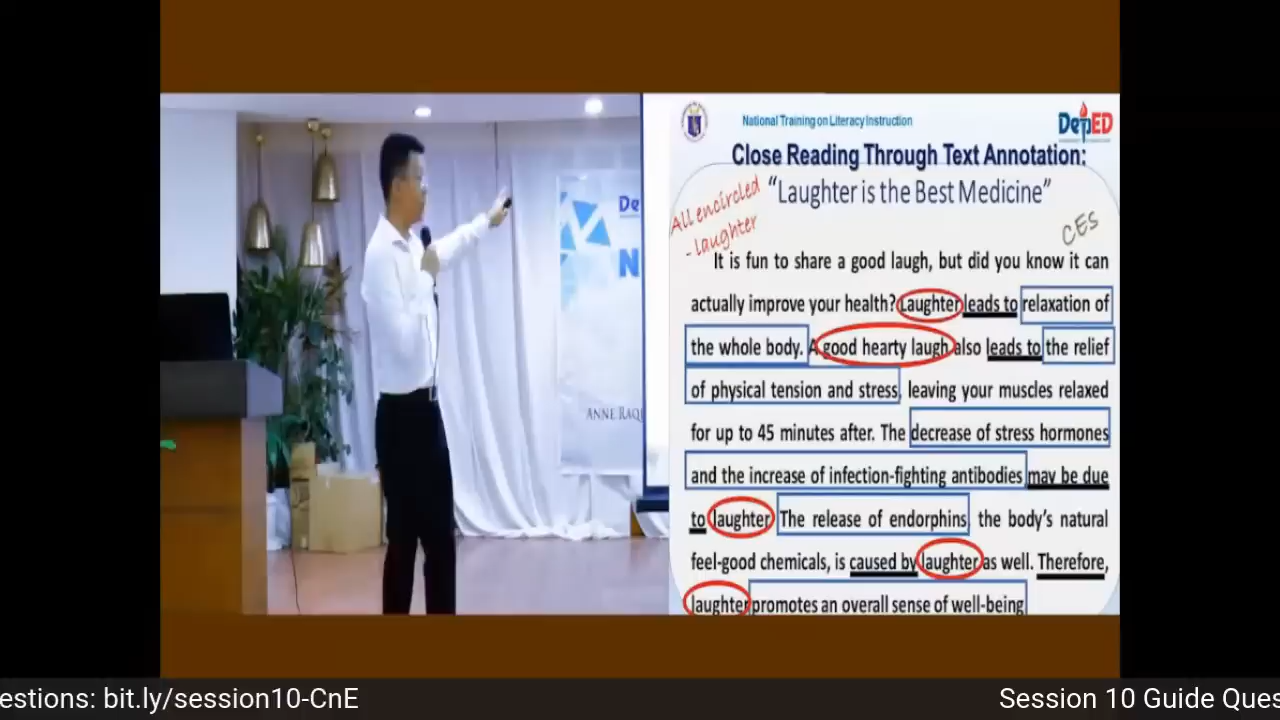 National Training on Literacy Instruction
DepED
Close Reading Through Text Annotation:
"Laughter is the Best Medicine"
All encircled
- laughter
CES
It is fun to share a good laugh, but did you know it can
actually improve your health? Laughter leads to relaxation of
the whole body. A good hearty laugh also leads to the relief
of physical tension and stress, leaving your muscles relaxed
for up to 45 minutes after. The decrease of stress hormones
and the increase of infection-fighting antibodies may be due
to laughter. The release of endorphins, the body's natural
feel-good chemicals, is caused by laughter as well. Therefore,
laughter promotes an overall sense of well-being
De
N
ANNE RAQU
estions: bit.ly/session10-CnE
Session 10 Guide Ques